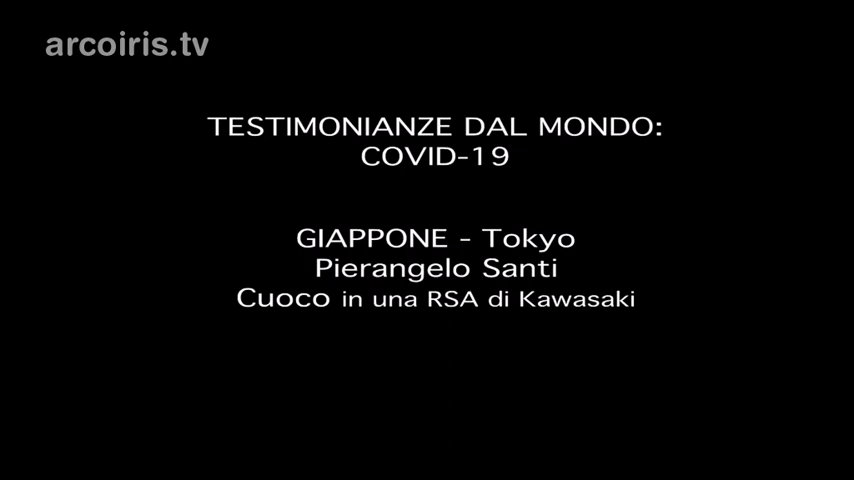 arcoiris.tv
TESTIMONIANZE DAL MONDO:
COVID-19
GIAPPONE - Tokyo
Pierangelo Santi
Cuoco in una RSA di Kawasaki